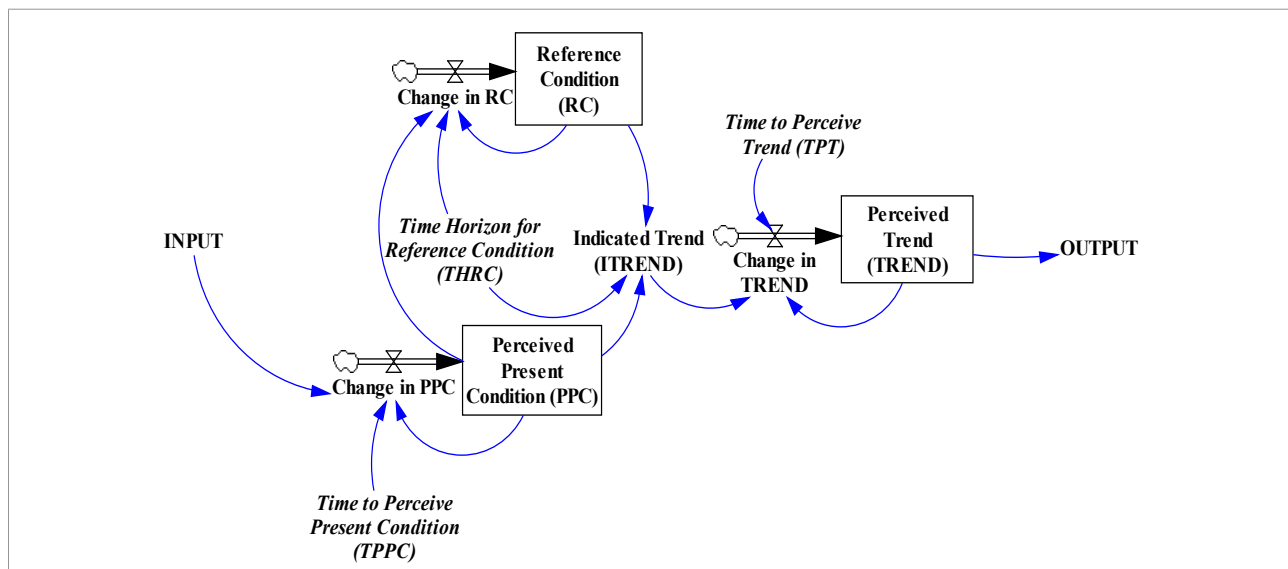 Reference
Condition
(RC)
Change in RC
Time to Perceive
Trend (TPT)
INPUT
Time Horizon for
Reference Condition
(THRC)
Indicated Trend
(ITREND)
Perceived
Trend
(TREND)
Change in
TREND
OUTPUT
Perceived
Present
Condition (PPC)
Change in PPC
Time to Perceive
Present Condition
(TPPC)